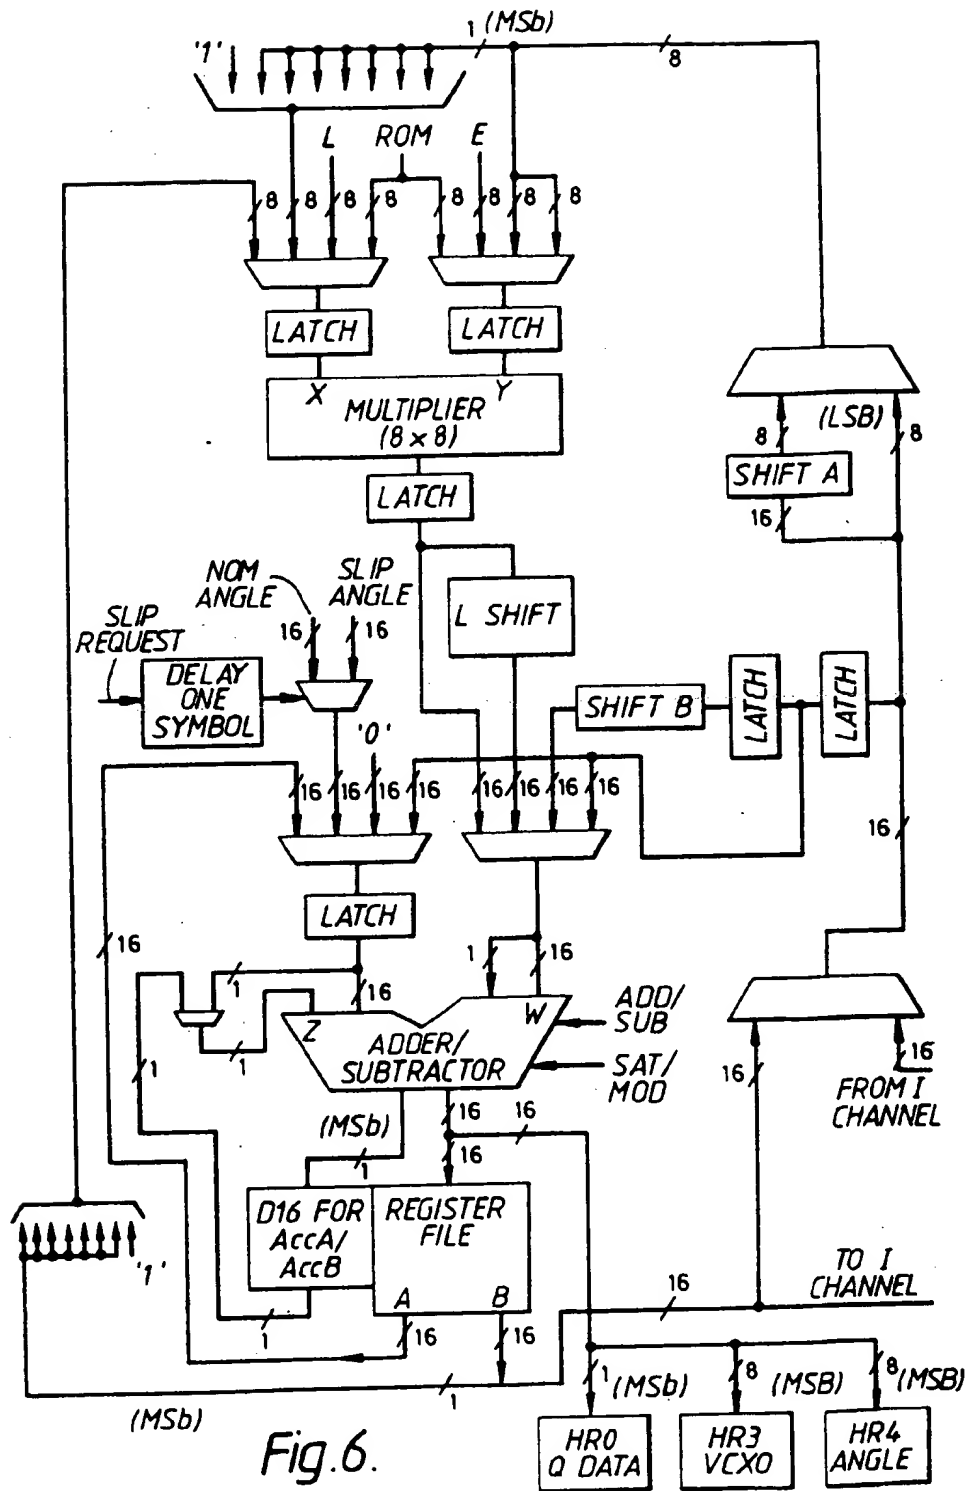 1 (MSb)
'1'
8
L ROM E
8 8 8 8 8 8 8 8
LATCH LATCH
X Y
MULTIPLIER
(8 x 8)
LATCH
(LSB)
8 8
SHIFT A
16
NOM
ANGLE
SLIP
ANGLE
SLIP
REQUEST
16 16
L SHIFT
DELAY
ONE
SYMBOL
SHIFT B
LATCH
LATCH
'0'
16 16 16 16 16 16 16 16
16
LATCH
16
1 16
1
16
Z W
ADDER/
SUBTRACTOR
ADD/
SUB
SAT/
MOD
1
1
16 16
FROM I
CHANNEL
(MSb)
1
16
16
16
D16 FOR
AccA/
AccB
REGISTER
FILE
A B
'1'
1
16 16
16
TO I
CHANNEL
(MSb)
1
1 (MSb)
8 (MSB)
8 (MSB)
HR0
Q DATA
HR3
VCXO
HR4
ANGLE
Fig.6.